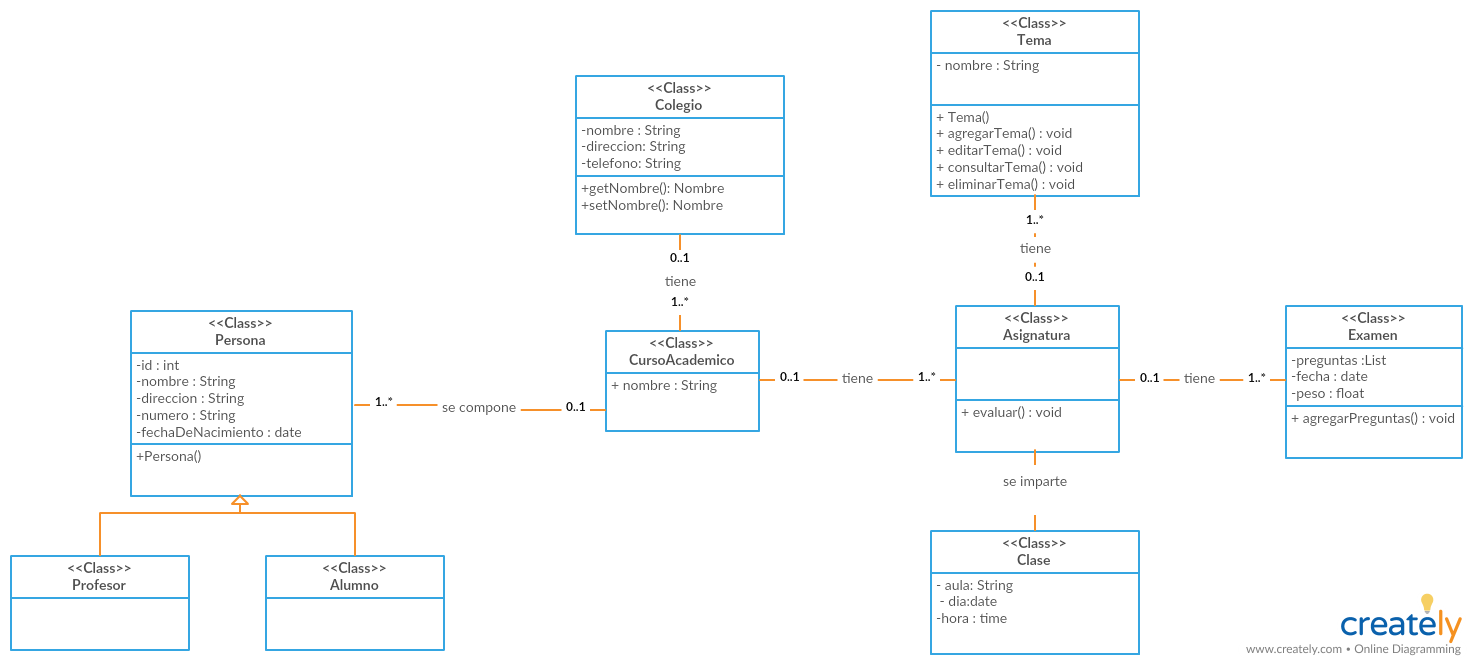 <<Class>>
Tema
- nombre : String
+ Tema()
+ agregarTema() : void
+ editarTema() : void
+ consultarTema() : void
+ eliminarTema() : void
<<Class>>
Colegio
-nombre : String
-direccion: String
-telefono: String
+getNombre(): Nombre
+setNombre(): Nombre
1..*
tiene
0..1
0..1
tiene
1..*
<<Class>>
Persona
-id : int
-nombre : String
-direccion : String
-numero : String
-fechaDeNacimiento : date
+Persona()
1..*
se compone
0..1
<<Class>>
CursoAcademico
+ nombre : String
0..1
tiene
1..*
<<Class>>
Asignatura
+ evaluar() : void
0..1
tiene
1..*
<<Class>>
Examen
-preguntas :List
-fecha : date
-peso : float
+ agregarPreguntas() : void
se imparte
<<Class>>
Profesor
<<Class>>
Alumno
<<Class>>
Clase
- aula: String
- dia:date
-hora : time
creately
www.creately.com • Online Diagramming